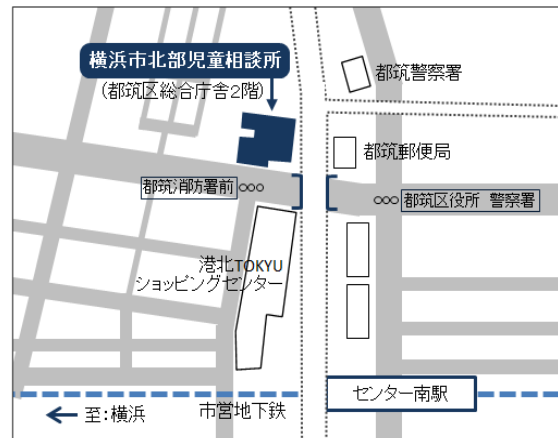 横浜市北部児童相談所
(都筑区総合庁舎2階)
都筑警察署
都筑郵便局
都筑消防署前
都筑区役所 警察署
港北TOKYU
ショッピングセンター
センター南駅
至:横浜
市営地下鉄